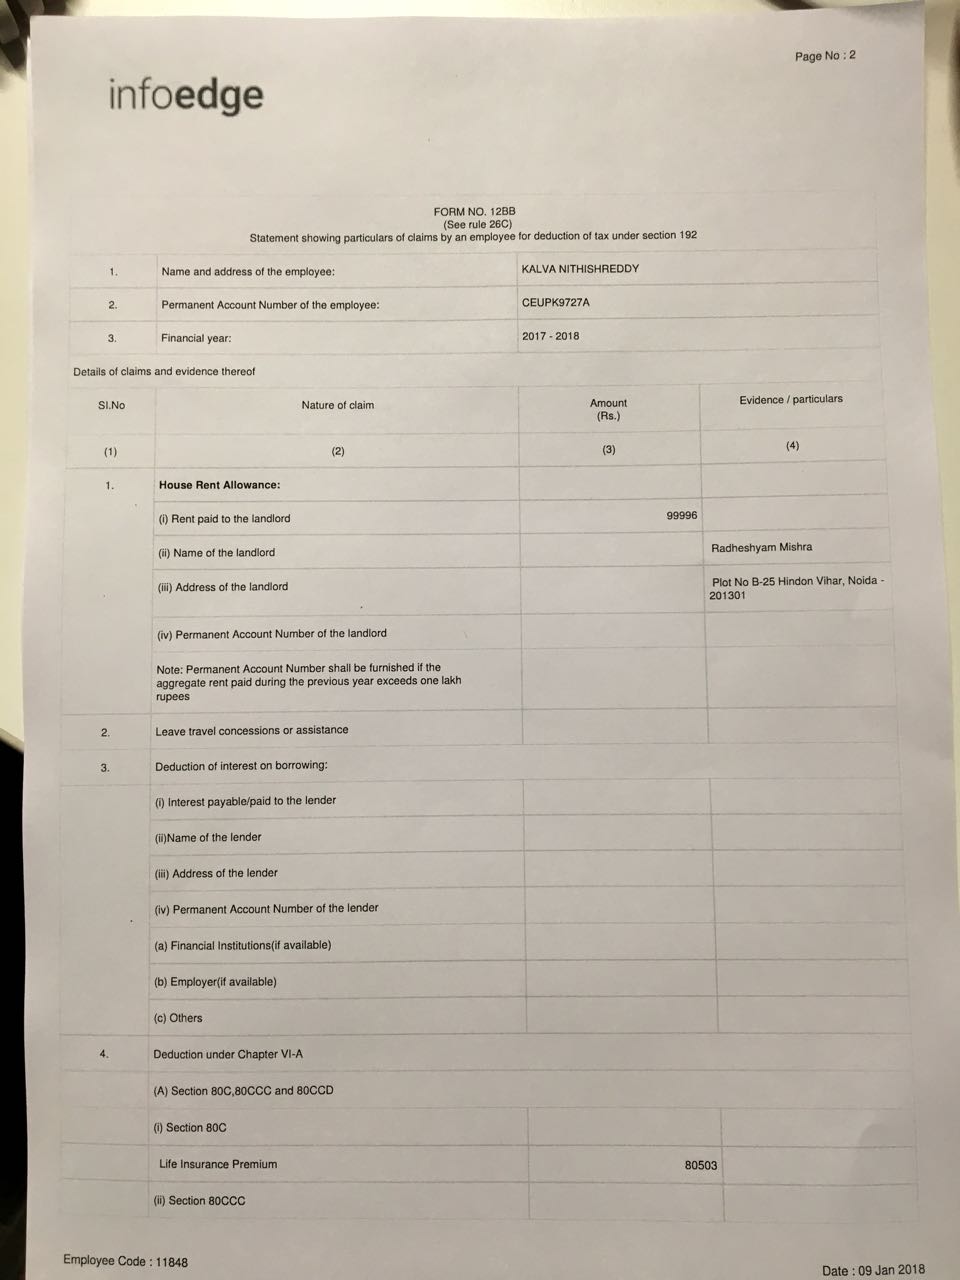 Page No : 2
infoedge
FORM NO. 12BB
(See rule 26C)
Statement showing particulars of claims by an employee for deduction of tax under section 192
1. Name and address of the employee: KALVA NITHISHREDDY
2. Permanent Account Number of the employee: CEUPK9727A
3. Financial year: 2017 - 2018
Details of claims and evidence thereof
SI.No Nature of claim Amount Evidence / particulars
(Rs.)
(1) (2) (3) (4)
1. House Rent Allowance:
(i) Rent paid to the landlord 99996
(ii) Name of the landlord Radheshyam Mishra
(iii) Address of the landlord Plot No B-25 Hindon Vihar, Noida -
201301
(iv) Permanent Account Number of the landlord
Note: Permanent Account Number shall be furnished if the
aggregate rent paid during the previous year exceeds one lakh
rupees
2. Leave travel concessions or assistance
3. Deduction of interest on borrowing:
(i) Interest payable/paid to the lender
(ii)Name of the lender
(iii) Address of the lender
(iv) Permanent Account Number of the lender
(a) Financial Institutions(if available)
(b) Employer(if available)
(c) Others
4. Deduction under Chapter VI-A
(A) Section 80C,80CCC and 80CCD
(i) Section 80C
Life Insurance Premium 80503
(ii) Section 80CCC
Employee Code : 11848
Date : 09 Jan 2018